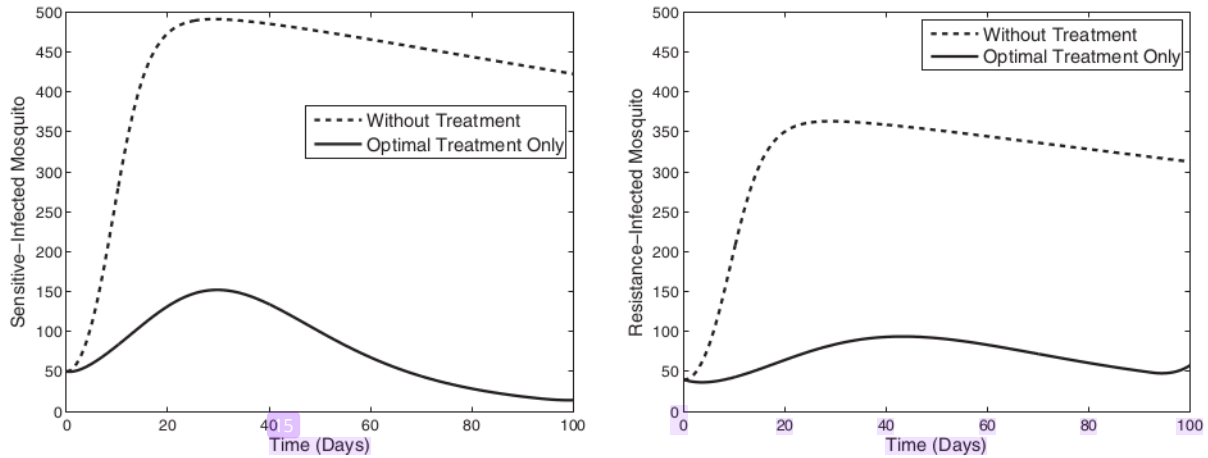 500
450
400
350
300
250
200
150
100
50
0
Sensitive–Infected Mosquito
Without Treatment
Optimal Treatment Only
0 20 40 5 60 80 100
Time (Days)
500
450
400
350
300
250
200
150
100
50
0
Resistance–Infected Mosquito
Without Treatment
Optimal Treatment Only
0 20 40 60 80 100
Time (Days)